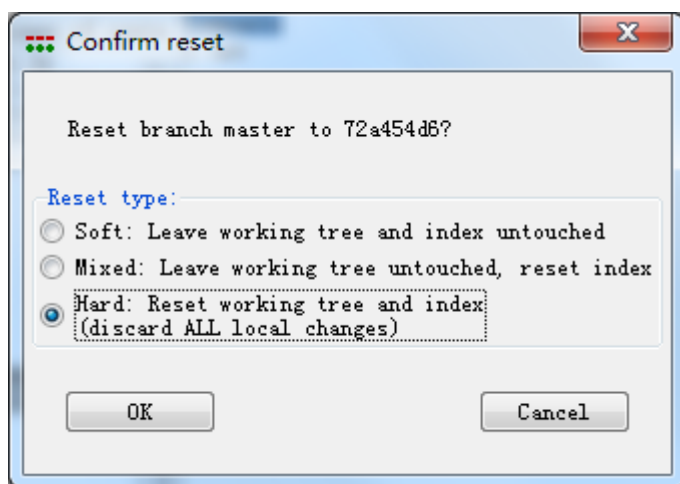 Confirm reset
Reset branch master to 72a454d6?
Reset type:
Soft: Leave working tree and index untouched
Mixed: Leave working tree untouched, reset index
Hard: Reset working tree and index
(discard ALL local changes)
OK
Cancel